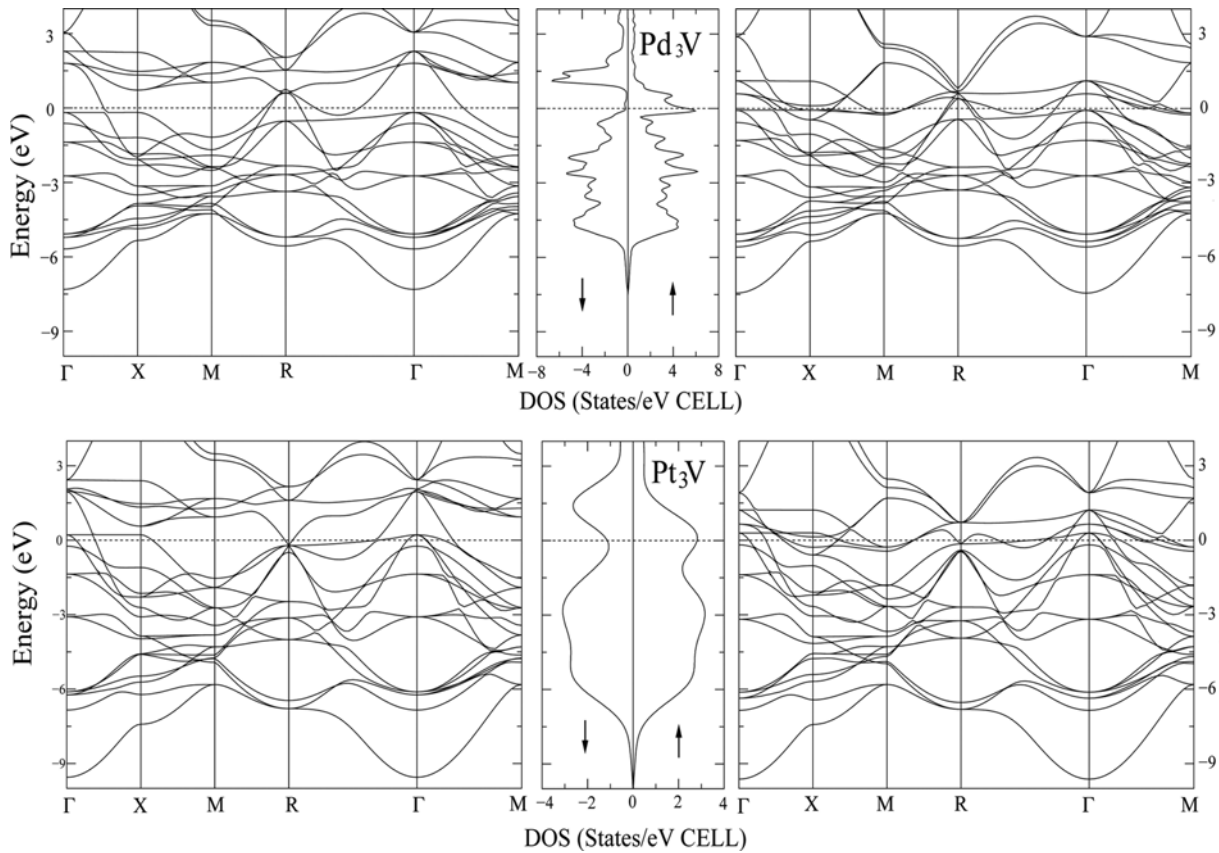 Pd₃V
Energy (eV)
3
0
−3
−6
−9
Γ X M R Γ M
−8 −4 0 4 8
DOS (States/eV CELL)
Γ X M R Γ M
3
0
−3
−6
−9
Pt₃V
Energy (eV)
3
0
−3
−6
−9
Γ X M R Γ M
−4 −2 0 2 4
DOS (States/eV CELL)
Γ X M R Γ M
3
0
−3
−6
−9